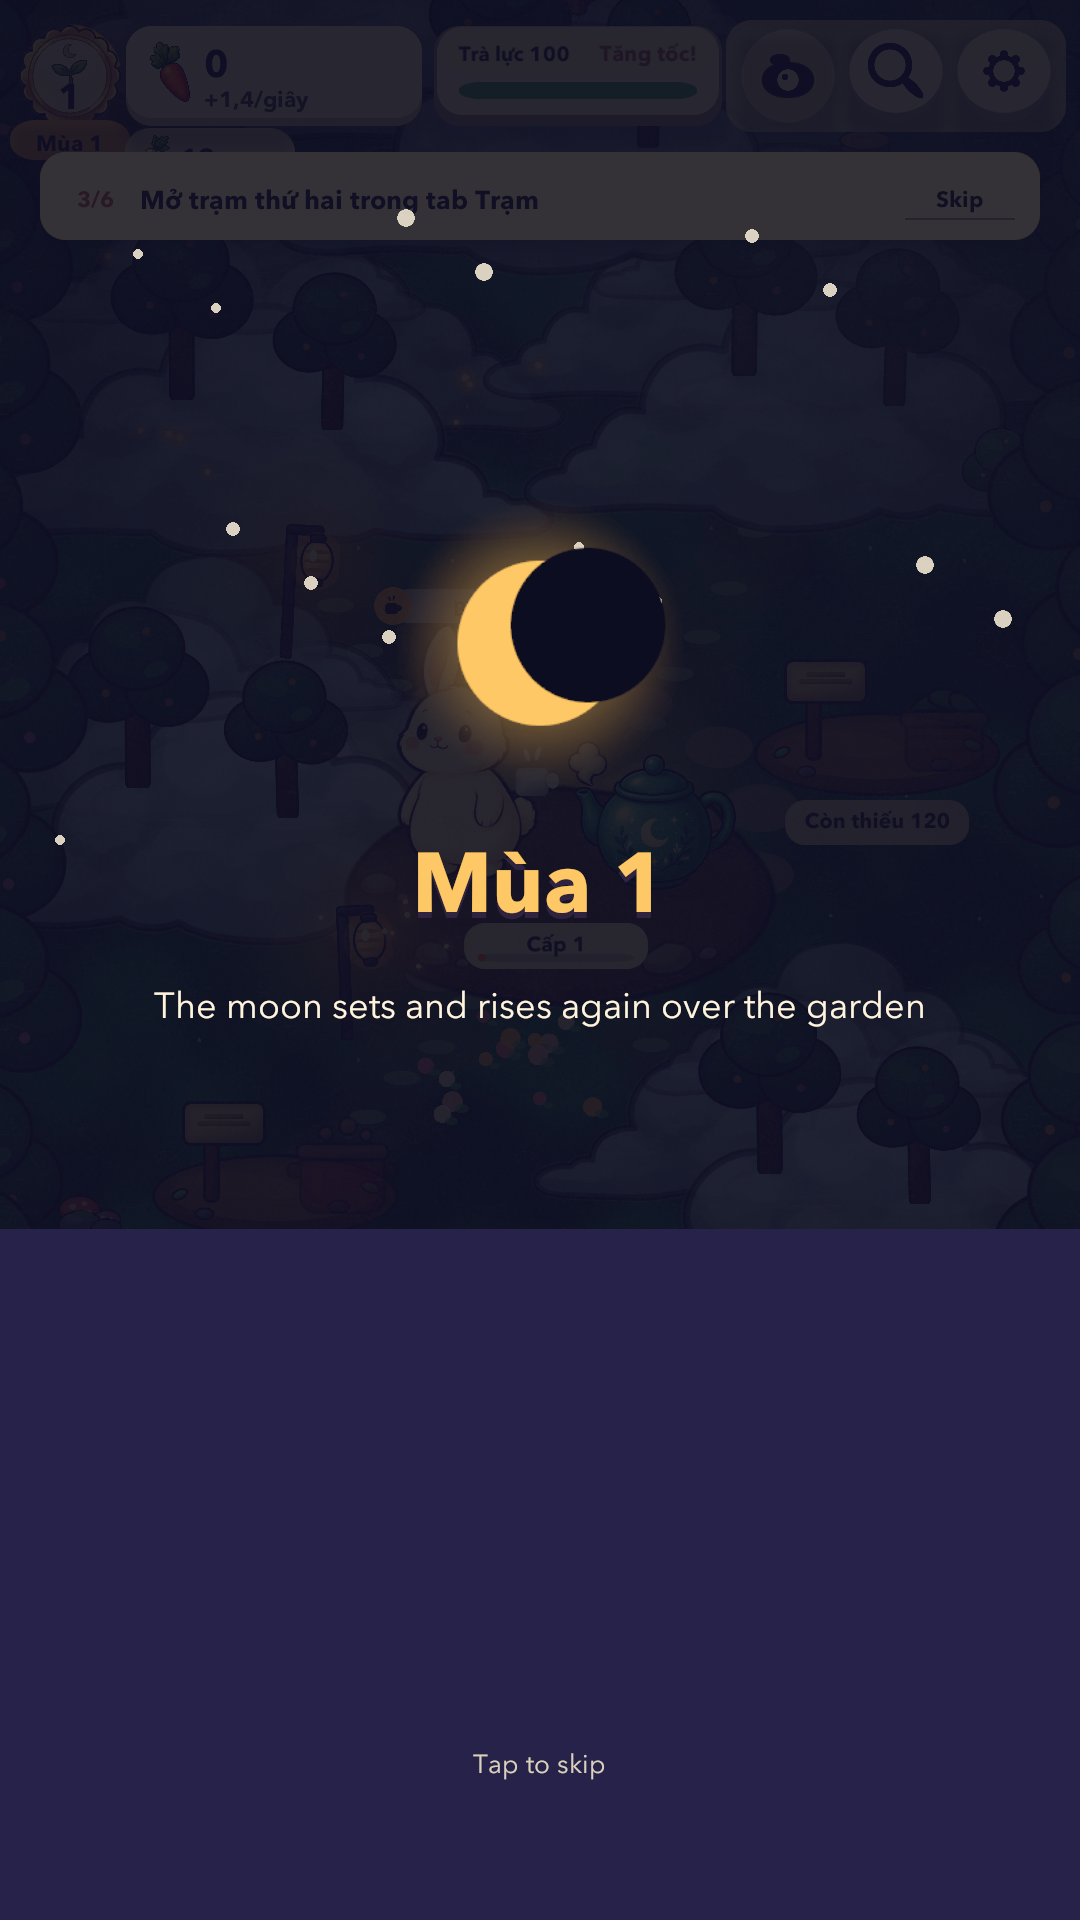 1
0
+1,4/giây
Trà lực 100
Tăng tốc!
Mùa 1
3/6
Mở trạm thứ hai trong tab Trạm
Skip
Còn thiếu 120
Mùa 1
Cấp 1
The moon sets and rises again over the garden
Tap to skip